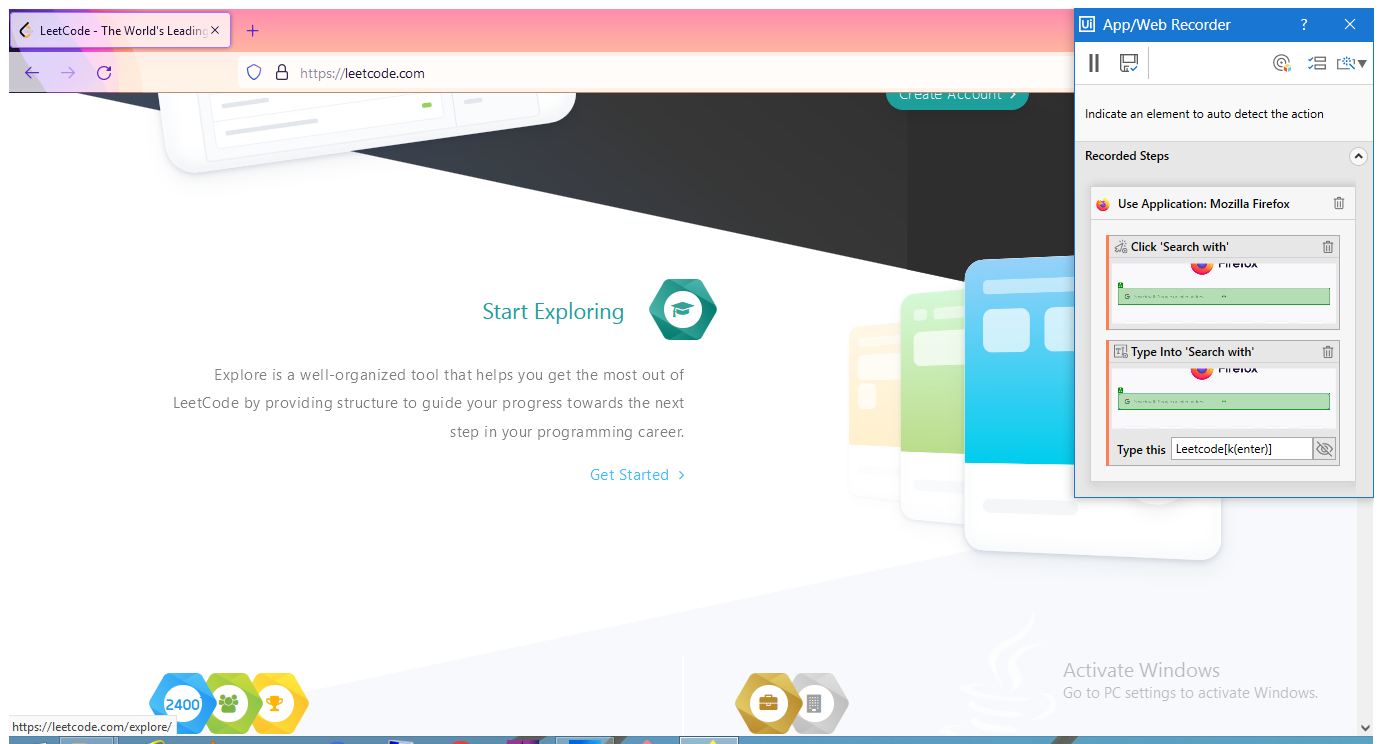 LeetCode - The World's Leading
https://leetcode.com
Create Account
Start Exploring
Explore is a well-organized tool that helps you get the most out of
LeetCode by providing structure to guide your progress towards the next
step in your programming career.
Get Started
2400
https://leetcode.com/explore/
Activate Windows
Go to PC settings to activate Windows.
Ui App/Web Recorder ?
Indicate an element to auto detect the action
Recorded Steps
Use Application: Mozilla Firefox
Click 'Search with'
Firefox
Type Into 'Search with'
Firefox
Type this Leetcode[k(enter)]